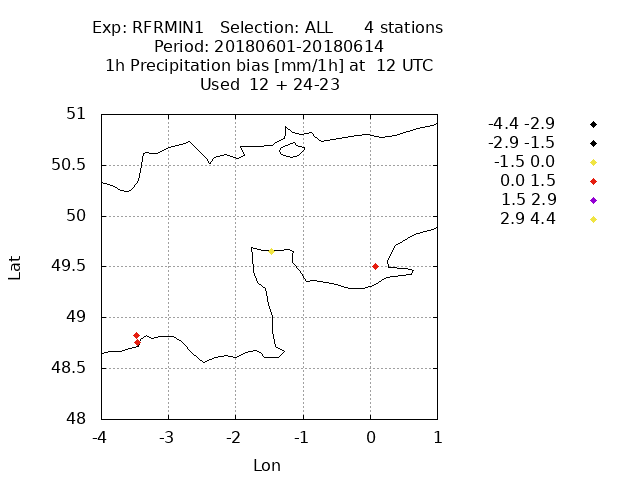 Exp: RFRMIN1   Selection: ALL      4 stations
Period: 20180601-20180614
1h Precipitation bias [mm/1h] at  12 UTC
Used  12 + 24-23
51
50.5
50
49.5
49
48.5
48
-4 -3 -2 -1 0 1
Lat
Lon
-4.4 -2.9
-2.9 -1.5
-1.5 0.0
0.0 1.5
1.5 2.9
2.9 4.4